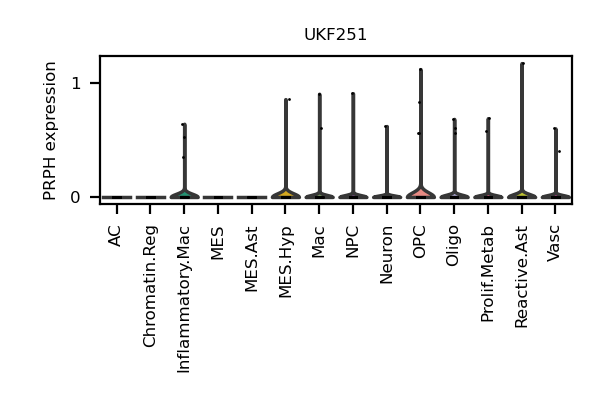 UKF251
PRPH expression
1
0
AC
Chromatin.Reg
Inflammatory.Mac
MES
MES.Ast
MES.Hyp
Mac
NPC
Neuron
OPC
Oligo
Prolif.Metab
Reactive.Ast
Vasc